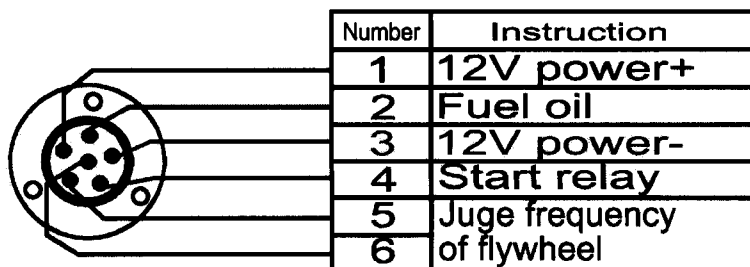 Number Instruction
1 12V power+
2 Fuel oil
3 12V power-
4 Start relay
5 Juge frequency
6 of flywheel